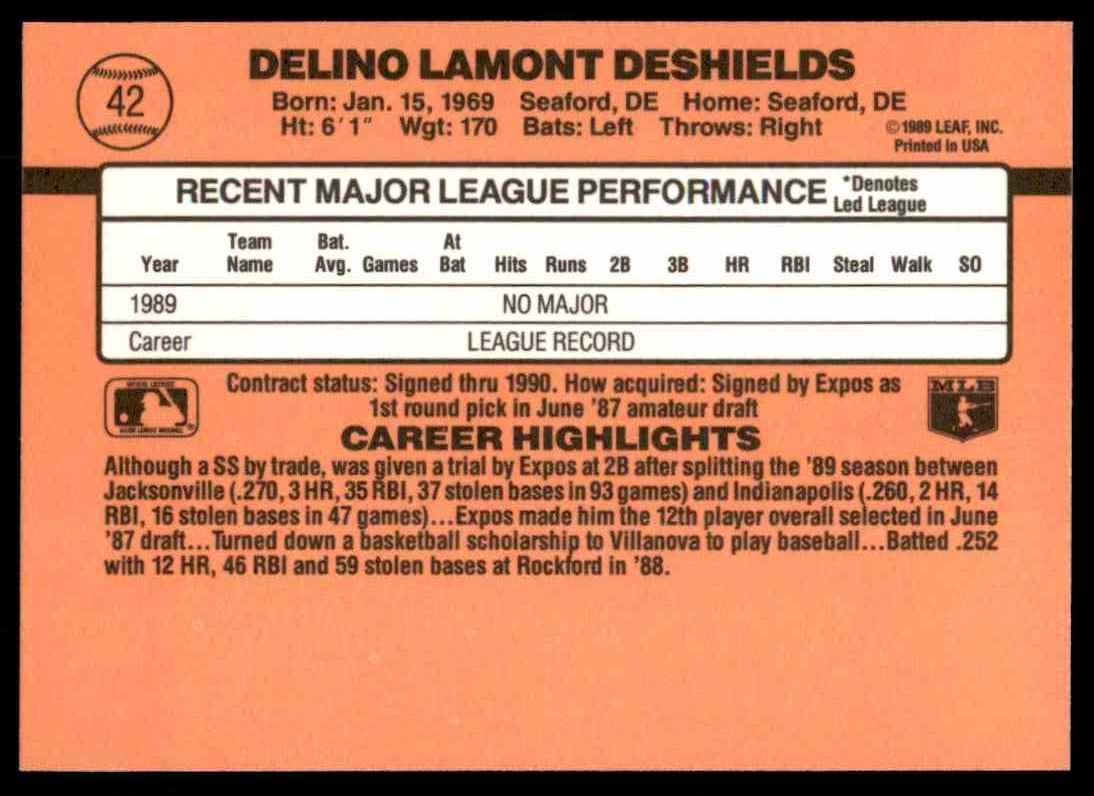 42
DELINO LAMONT DESHIELDS
Born: Jan. 15, 1969 Seaford, DE Home: Seaford, DE
Ht: 6'1" Wgt: 170 Bats: Left Throws: Right
©1989 LEAF, INC.
Printed In USA
RECENT MAJOR LEAGUE PERFORMANCE *Denotes Led League
Year Team Name Bat. Avg. Games At Bat Hits Runs 2B 3B HR RBI Steal Walk SO
1989 NO MAJOR
Career LEAGUE RECORD
Contract status: Signed thru 1990. How acquired: Signed by Expos as
1st round pick in June '87 amateur draft
MLB
CAREER HIGHLIGHTS
Although a SS by trade, was given a trial by Expos at 2B after splitting the '89 season between
Jacksonville (.270, 3 HR, 35 RBI, 37 stolen bases in 93 games) and Indianapolis (.260, 2 HR, 14
RBI, 16 stolen bases in 47 games)...Expos made him the 12th player overall selected in June
'87 draft...Turned down a basketball scholarship to Villanova to play baseball...Batted .252
with 12 HR, 46 RBI and 59 stolen bases at Rockford in '88.